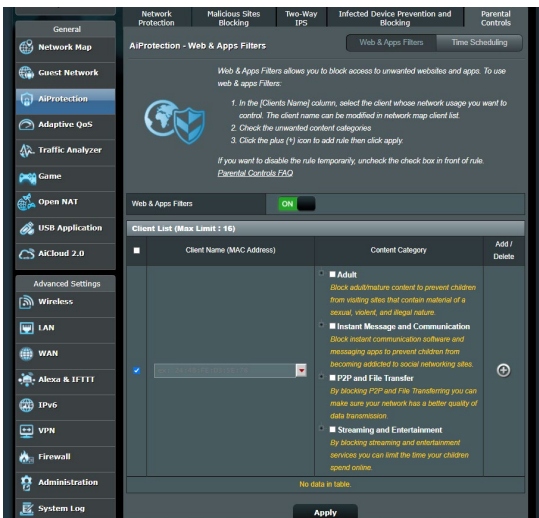 General
Network Map
Guest Network
AiProtection
Adaptive QoS
Traffic Analyzer
Game
Open NAT
USB Application
AiCloud 2.0
Advanced Settings
Wireless
LAN
WAN
Alexa & IFTTT
IPv6
VPN
Firewall
Administration
System Log
Network
Protection
Malicious Sites
Blocking
Two-Way
IPS
Infected Device Prevention and
Blocking
Parental
Controls
AiProtection - Web & Apps Filters
Web & Apps Filters
Time Scheduling
Web & Apps Filters allows you to block access to unwanted websites and apps. To use
web & apps Filters:
1. In the [Clients Name] column, select the client whose network usage you want to
control. The client name can be modified in network map client list.
2. Check the unwanted content categories
3. Click the plus (+) icon to add rule then click apply.
If you want to disable the rule temporarily, uncheck the check box in front of rule.
Parental Controls FAQ
Web & Apps Filters
ON
Client List (Max Limit : 16)
Client Name (MAC Address)
Content Category
Add /
Delete
Adult
Block adult/mature content to prevent children
from visiting sites that contain material of a
sexual, violent, and illegal nature.
Instant Message and Communication
Block instant communication software and
messaging apps to prevent children from
becoming addicted to social networking sites.
P2P and File Transfer
By blocking P2P and File Transferring you can
make sure your network has a better quality of
data transmission.
Streaming and Entertainment
By blocking streaming and entertainment
services you can limit the time your children
spend online.
No data in table.
Apply